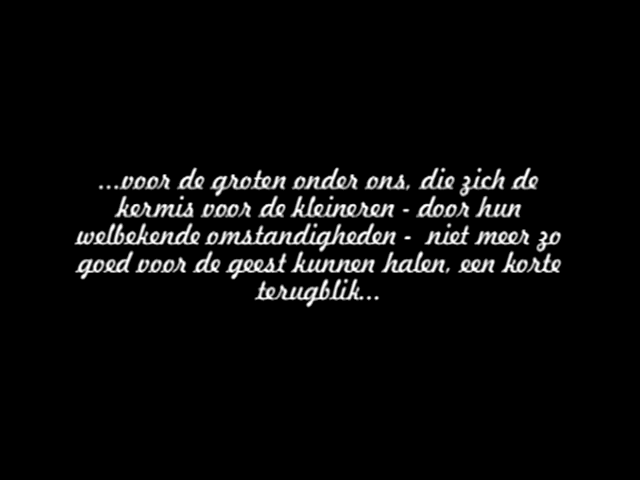 ...voor de groten onder ons, die zich de
kermis voor de kleineren - door hun
welbekende omstandigheden - niet meer zo
goed voor de geest kunnen halen, een korte
terugblik...